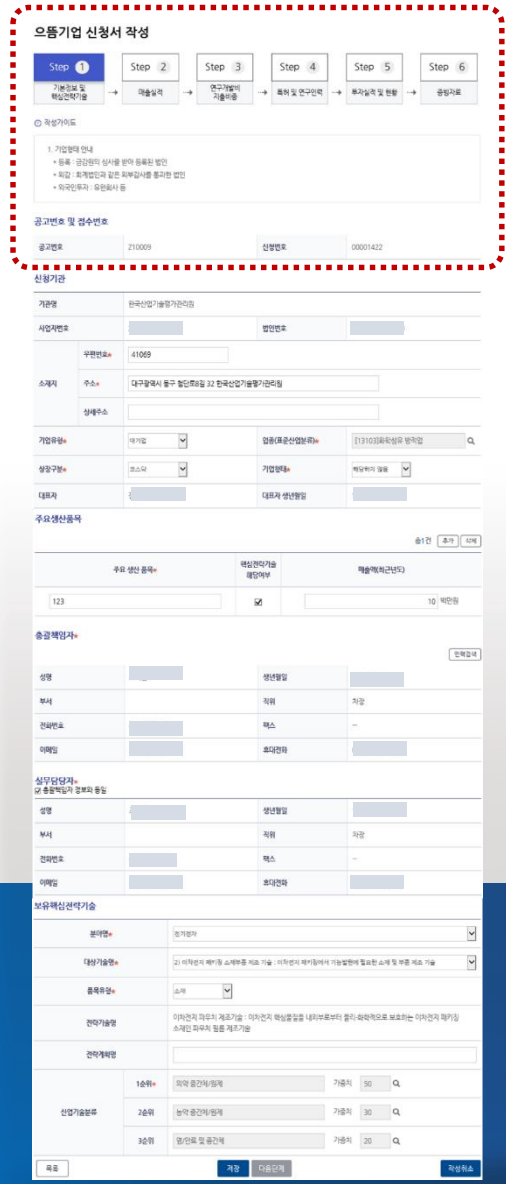 으뜸기업 신청서 작성
Step 1 Step 2 Step 3 Step 4 Step 5 Step 6
기본정보 및 핵심전략기술 → 매출실적 → 연구개발비 지출비중 → 특허 및 연구인력 → 투자실적 및 현황 → 증빙자료
작성가이드
1. 기업형태 안내
• 등록 : 금감원의 심사를 받아 등록된 법인
• 외감 : 회계법인과 같은 외부감사를 통과한 법인
• 외국인투자 : 유한회사 등
공고번호 및 접수번호
공고번호 Z10009 신청번호 00001422
신청기관
기관명 한국산업기술평가관리원
사업자번호 법인번호
소재지 우편번호* 41069
주소* 대구광역시 동구 첨단로8길 32 한국산업기술평가관리원
상세주소
기업유형* 대기업 업종(표준산업분류)* [13103]화학섬유 방적업
상장구분* 코스닥 기업형태* 해당하지 않음
대표자 대표자 생년월일
주요생산품목
총1건 추가 삭제
주요 생산 품목* 핵심전략기술 해당여부 매출액(최근년도)
123 10 백만원
총괄책임자*
인력검색
성명 생년월일
부서 직위 차장
전화번호 팩스 --
이메일 휴대전화
실무담당자*
총괄책임자 정보와 동일
성명 생년월일
부서 직위 차장
전화번호 팩스 --
이메일 휴대전화
보유핵심전략기술
분야명* 전기전자
대상기술명* 2) 이차전지 패키징 소재부품 제조 기술 : 이차전지 패키징에서 기능발현에 필요한 소재 및 부품 제조 기술
품목유형* 소재
전략기술명 이차전지 파우치 제조기술 : 이차전지 핵심물질을 내외부로부터 물리·화학적으로 보호하는 이차전지 패키징
소재인 파우치 필름 제조기술
전략계획명
산업기술분류 1순위* 의약 중간체/원제 가중치 50
2순위 농약 중간체/원제 가중치 30
3순위 염/안료 및 중간체 가중치 20
목록 저장 다음단계 작성취소